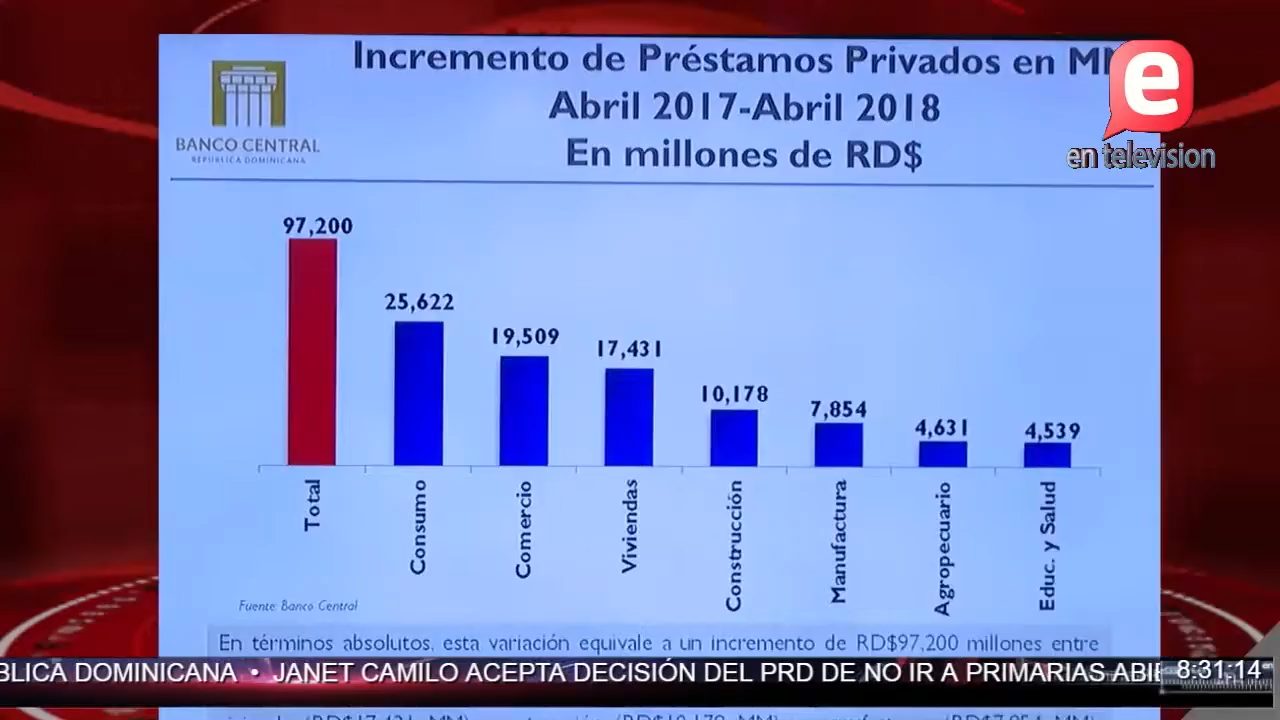 Incremento de Préstamos Privados en
Abril 2017-Abril 2018
En millones de RD$
BANCO CENTRAL
REPÚBLICA DOMINICANA
e
en television
97,200
25,622
19,509
17,431
10,178
7,854
4,631
4,539
Total
Consumo
Comercio
Viviendas
Construcción
Manufactura
Agropecuario
Educ. y Salud
Fuente: Banco Central
En términos absolutos, esta variación equivale a un incremento de RD$97,200 millones entre
BLICA DOMINICANA • JANET CAMILO ACEPTA DECISIÓN DEL PRD DE NO IR A PRIMARIAS ABIE
8:31:14